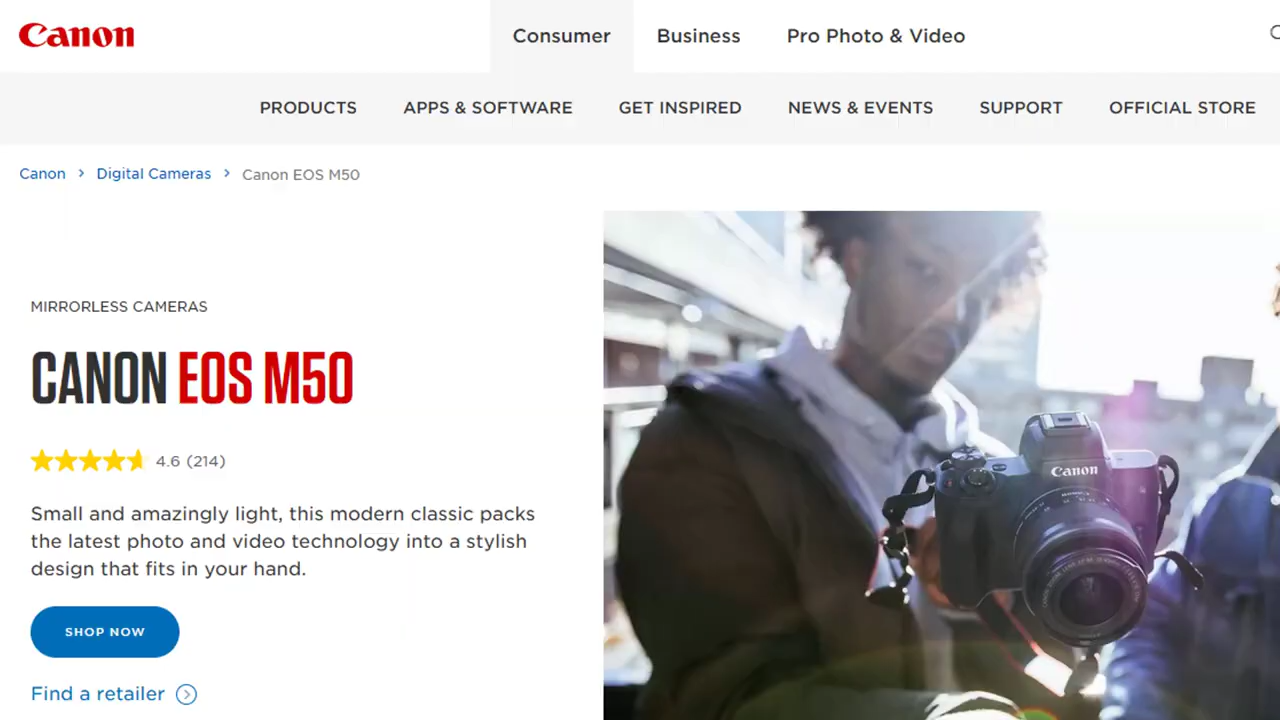 Canon
Consumer
Business
Pro Photo & Video
PRODUCTS
APPS & SOFTWARE
GET INSPIRED
NEWS & EVENTS
SUPPORT
OFFICIAL STORE
Canon > Digital Cameras > Canon EOS M50
MIRRORLESS CAMERAS
CANON EOS M50
4.6 (214)
Small and amazingly light, this modern classic packs
the latest photo and video technology into a stylish
design that fits in your hand.
SHOP NOW
Find a retailer
Canon